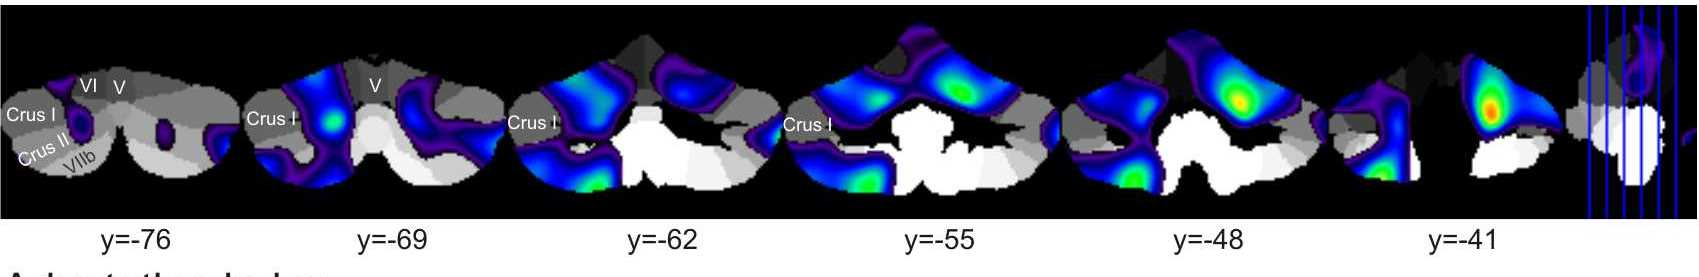 VI V
V
Crus I
Crus I
Crus I
Crus I
Crus II
VIIb
y=-76 y=-69 y=-62 y=-55 y=-48 y=-41